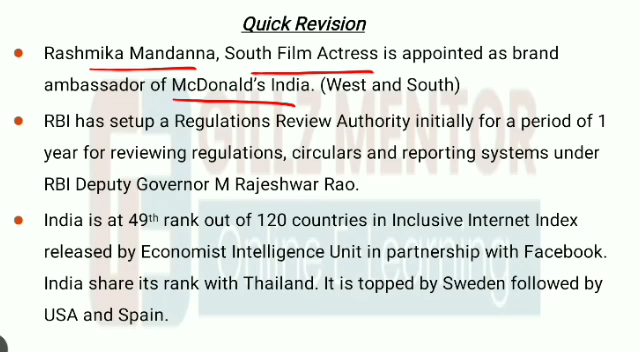 Quick Revision
Rashmika Mandanna, South Film Actress is appointed as brand
ambassador of McDonald's India. (West and South)
RBI has setup a Regulations Review Authority initially for a period of 1
year for reviewing regulations, circulars and reporting systems under
RBI Deputy Governor M Rajeshwar Rao.
India is at 49th rank out of 120 countries in Inclusive Internet Index
released by Economist Intelligence Unit in partnership with Facebook.
India share its rank with Thailand. It is topped by Sweden followed by
USA and Spain.